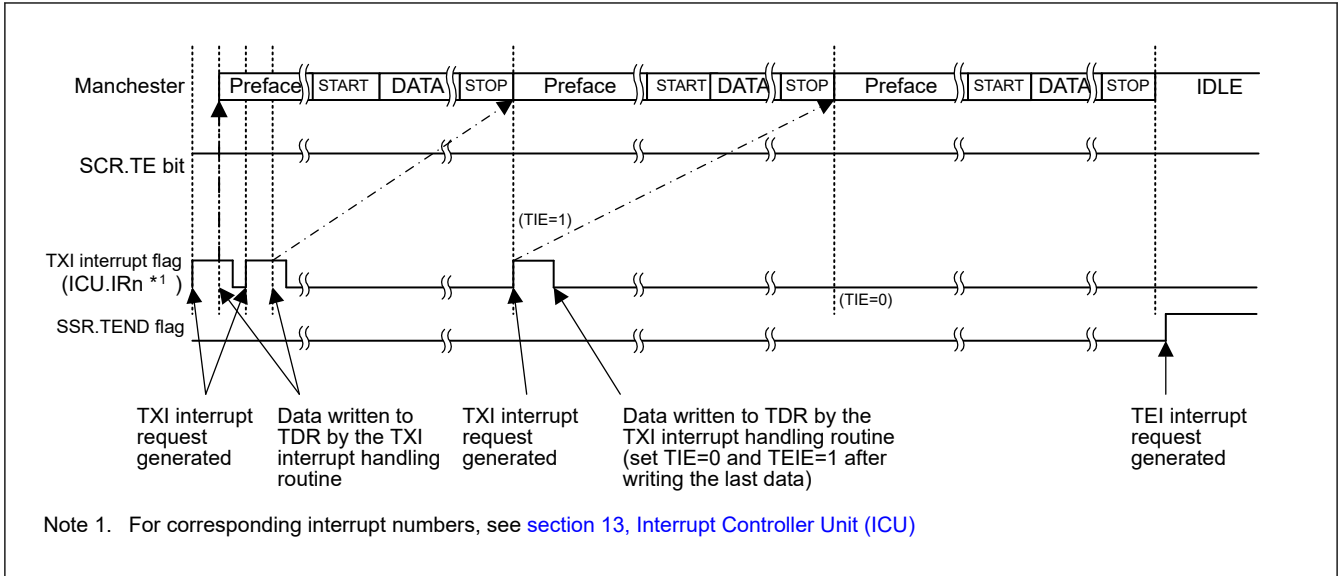 Manchester
Preface START DATA STOP Preface START DATA STOP Preface START DATA STOP IDLE
SCR.TE bit
(TIE=1)
TXI interrupt flag
(ICU.IRn *1 )
(TIE=0)
SSR.TEND flag
TXI interrupt
request
generated
Data written to
TDR by the TXI
interrupt handling
routine
TXI interrupt
request
generated
Data written to TDR by the
TXI interrupt handling routine
(set TIE=0 and TEIE=1 after
writing the last data)
TEI interrupt
request
generated
Note 1. For corresponding interrupt numbers, see section 13, Interrupt Controller Unit (ICU)